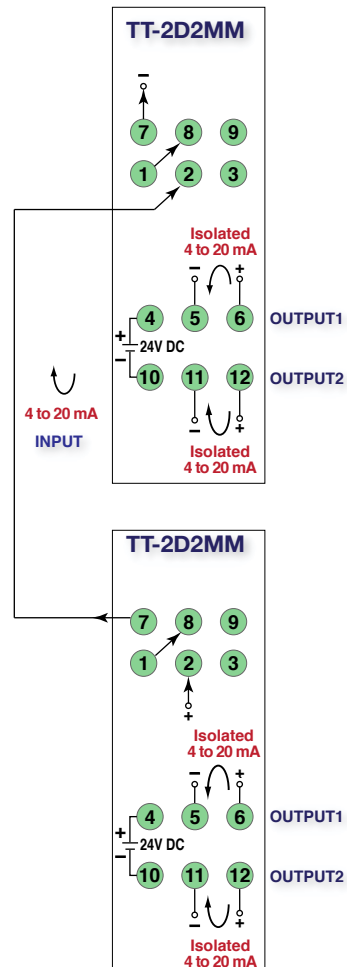 TT-2D2MM
−
7 8 9
1 2 3
Isolated
4 to 20 mA
− +
4 5 6 OUTPUT1
+
24V DC
−
10 11 12 OUTPUT2
4 to 20 mA
INPUT
− +
Isolated
4 to 20 mA
TT-2D2MM
7 8 9
1 2 3
+
Isolated
4 to 20 mA
− +
4 5 6 OUTPUT1
+
24V DC
−
10 11 12 OUTPUT2
− +
Isolated
4 to 20 mA